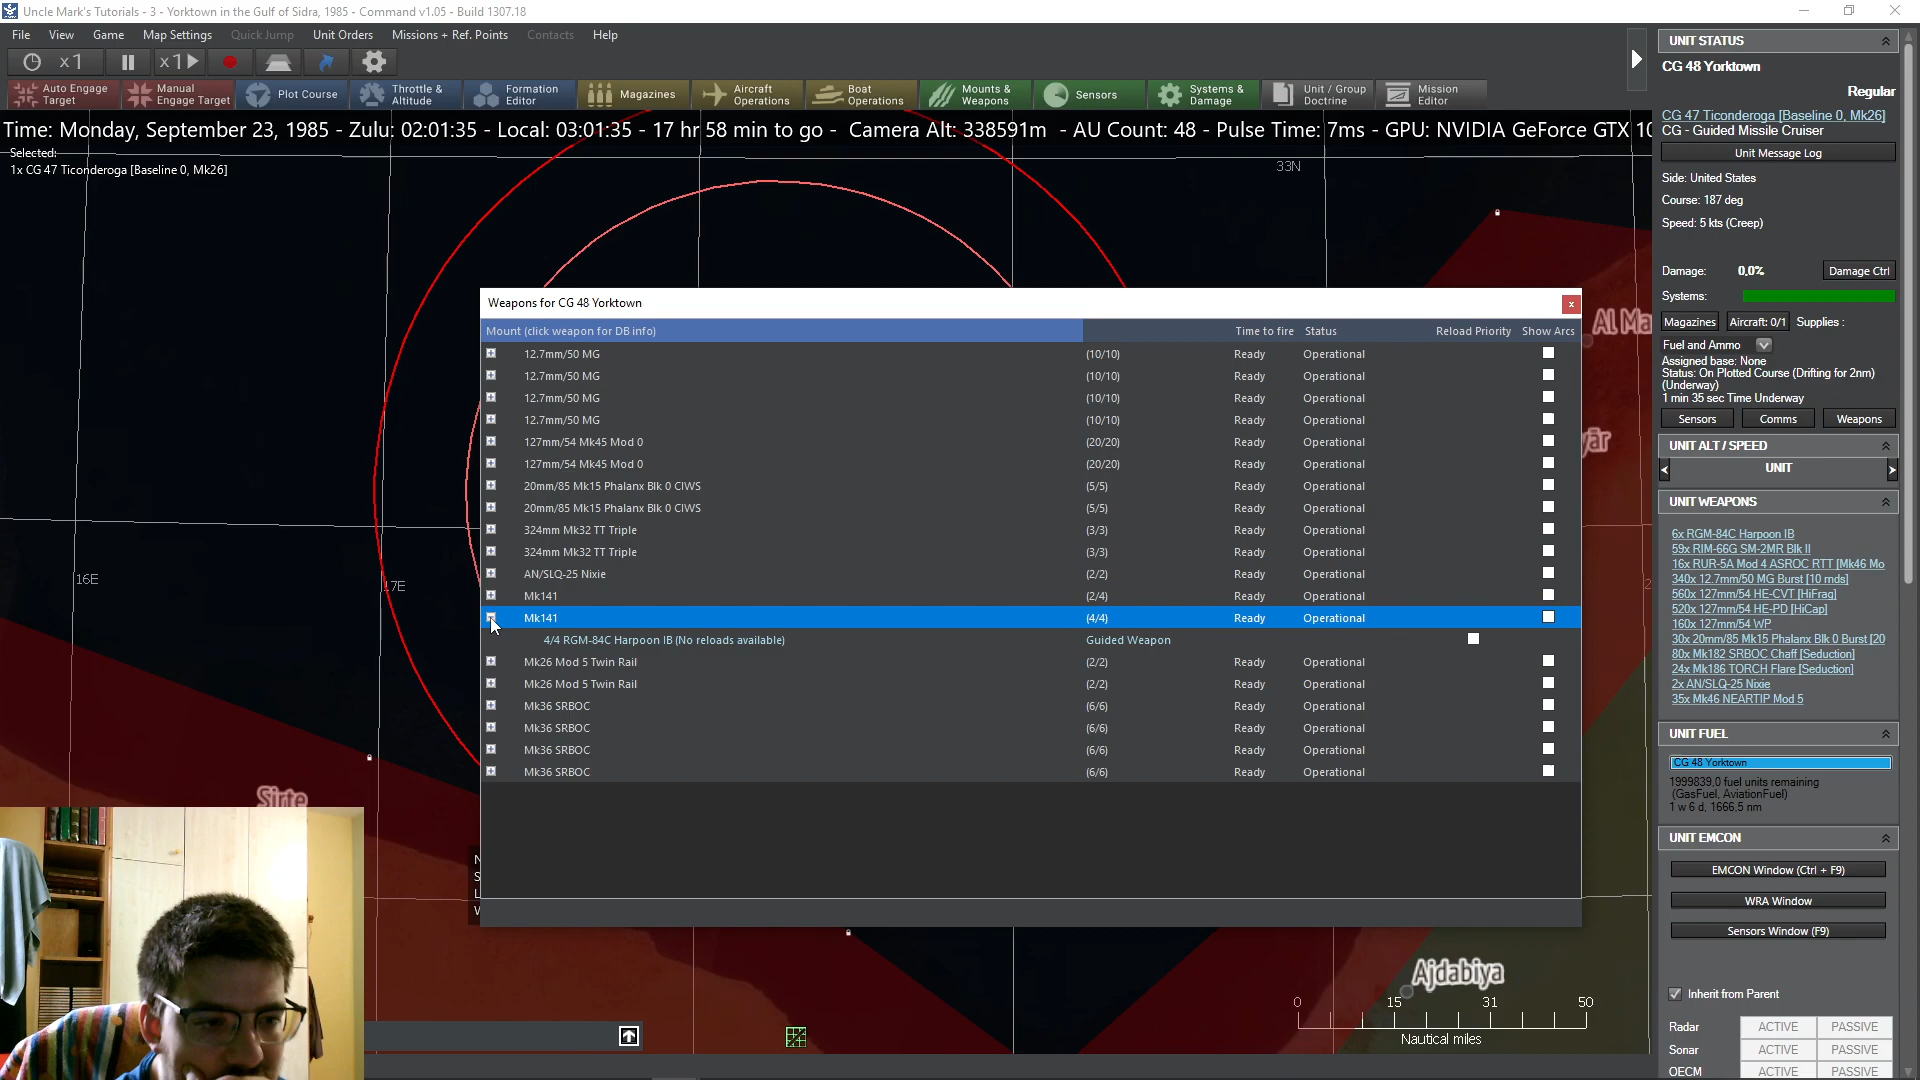 Uncle Mark's Tutorials - 3 - Yorktown in the Gulf of Sidra, 1985 - Command v1.05 - Build 1307.18
File View Game Map Settings Quick Jump Unit Orders Missions + Ref. Points Contacts Help
x1 x1
Auto Engage Target
Manual Engage Target
Plot Course
Throttle & Altitude
Formation Editor
Magazines
Aircraft Operations
Boat Operations
Mounts & Weapons
Sensors
Systems & Damage
Unit / Group Doctrine
Mission Editor
Time: Monday, September 23, 1985 - Zulu: 02:01:35 - Local: 03:01:35 - 17 hr 58 min to go - Camera Alt: 338591m - AU Count: 48 - Pulse Time: 7ms - GPU: NVIDIA GeForce GTX 10
Selected:
1x CG 47 Ticonderoga [Baseline 0, Mk26]
33N
16E
17E
Sirte
Ajdabiya
0 15 31 50
Nautical miles
Weapons for CG 48 Yorktown
x
Mount (click weapon for DB info) Time to fire Status Reload Priority Show Arcs
12.7mm/50 MG (10/10) Ready Operational
12.7mm/50 MG (10/10) Ready Operational
12.7mm/50 MG (10/10) Ready Operational
12.7mm/50 MG (10/10) Ready Operational
127mm/54 Mk45 Mod 0 (20/20) Ready Operational
127mm/54 Mk45 Mod 0 (20/20) Ready Operational
20mm/85 Mk15 Phalanx Blk 0 CIWS (5/5) Ready Operational
20mm/85 Mk15 Phalanx Blk 0 CIWS (5/5) Ready Operational
324mm Mk32 TT Triple (3/3) Ready Operational
324mm Mk32 TT Triple (3/3) Ready Operational
AN/SLQ-25 Nixie (2/2) Ready Operational
Mk141 (2/4) Ready Operational
Mk141 (4/4) Ready Operational
4/4 RGM-84C Harpoon IB (No reloads available) Guided Weapon
Mk26 Mod 5 Twin Rail (2/2) Ready Operational
Mk26 Mod 5 Twin Rail (2/2) Ready Operational
Mk36 SRBOC (6/6) Ready Operational
Mk36 SRBOC (6/6) Ready Operational
Mk36 SRBOC (6/6) Ready Operational
Mk36 SRBOC (6/6) Ready Operational
UNIT STATUS
CG 48 Yorktown
Regular
CG 47 Ticonderoga [Baseline 0, Mk26]
CG - Guided Missile Cruiser
Unit Message Log
Side: United States
Course: 187 deg
Speed: 5 kts (Creep)
Damage: 0,0% Damage Ctrl
Systems:
Magazines Aircraft: 0/1 Supplies :
Fuel and Ammo
Assigned base: None
Status: On Plotted Course (Drifting for 2nm)
(Underway)
1 min 35 sec Time Underway
Sensors Comms Weapons
UNIT ALT / SPEED
< UNIT >
UNIT WEAPONS
6x RGM-84C Harpoon IB
59x RIM-66G SM-2MR Blk II
16x RUR-5A Mod 4 ASROC RTT [Mk46 Mo
340x 12.7mm/50 MG Burst [10 rnds]
560x 127mm/54 HE-CVT [HiFrag]
520x 127mm/54 HE-PD [HiCap]
160x 127mm/54 WP
30x 20mm/85 Mk15 Phalanx Blk 0 Burst [20
80x Mk182 SRBOC Chaff [Seduction]
24x Mk186 TORCH Flare [Seduction]
2x AN/SLQ-25 Nixie
35x Mk46 NEARTIP Mod 5
UNIT FUEL
CG 48 Yorktown
1999839,0 fuel units remaining
(GasFuel, AviationFuel)
1 w 6 d, 1666,5 nm
UNIT EMCON
EMCON Window (Ctrl + F9)
WRA Window
Sensors Window (F9)
Inherit from Parent
Radar ACTIVE PASSIVE
Sonar ACTIVE PASSIVE
OECM ACTIVE PASSIVE